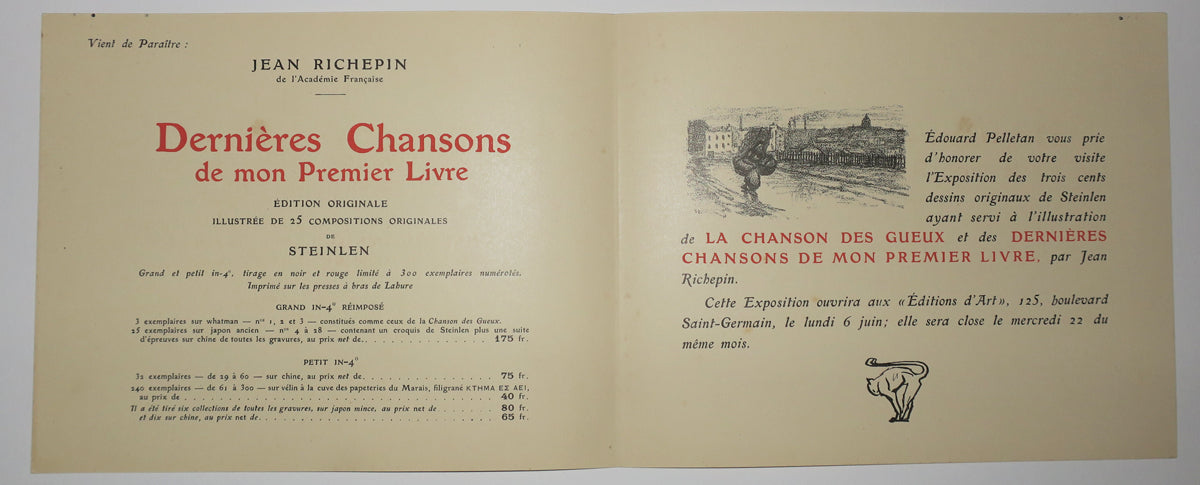 Vient de Paraître :
JEAN RICHEPIN
de l'Académie Française
Dernières Chansons
de mon Premier Livre
ÉDITION ORIGINALE
ILLUSTRÉE DE 25 COMPOSITIONS ORIGINALES
DE
STEINLEN
Grand et petit in-4°, tirage en noir et rouge limité à 300 exemplaires numérotés.
Imprimé sur les presses à bras de Lahure
GRAND IN-4° RÉIMPOSÉ
3 exemplaires sur whatman — nos 1, 2 et 3 — constitués comme ceux de la Chanson des Gueux.
25 exemplaires sur japon ancien — nos 4 à 28 — contenant un croquis de Steinlen plus une suite
d'épreuves sur chine de toutes les gravures, au prix net de. . . . . . . . . . . . . . . 175 fr.
PETIT IN-4°
32 exemplaires — de 29 à 60 — sur chine, au prix net de. . . . . . . . . . . . . . . 75 fr.
240 exemplaires — de 61 à 300 — sur vélin à la cuve des papeteries du Marais, filigrané ΚΤΗΜΑ ΕΣ ΑΕΙ,
au prix de . . . . . . . . . . . . . . . . . . . . . . . . . . . . . . 40 fr.
Il a été tiré six collections de toutes les gravures, sur japon mince, au prix net de . . . . . . 80 fr.
et dix sur chine, au prix net de. . . . . . . . . . . . . . . . . . . . . . 65 fr.
Édouard Pelletan vous prie
d'honorer de votre visite
l'Exposition des trois cents
dessins originaux de Steinlen
ayant servi à l'illustration
de LA CHANSON DES GUEUX et des DERNIÈRES
CHANSONS DE MON PREMIER LIVRE, par Jean
Richepin.
Cette Exposition ouvrira aux «Éditions d'Art», 125, boulevard
Saint-Germain, le lundi 6 juin; elle sera close le mercredi 22 du
même mois.